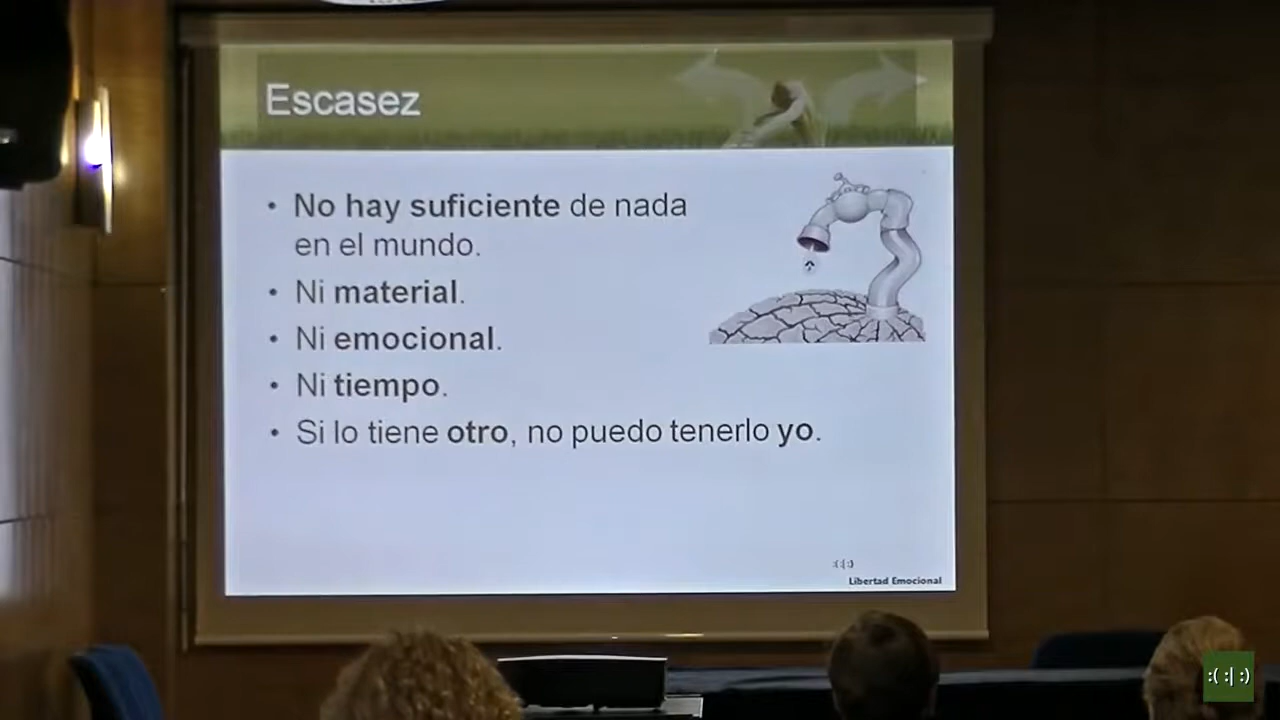 Escasez
• No hay suficiente de nada
en el mundo.
• Ni material.
• Ni emocional.
• Ni tiempo.
• Si lo tiene otro, no puedo tenerlo yo.
:(:|:)
Libertad Emocional
:( :| :)